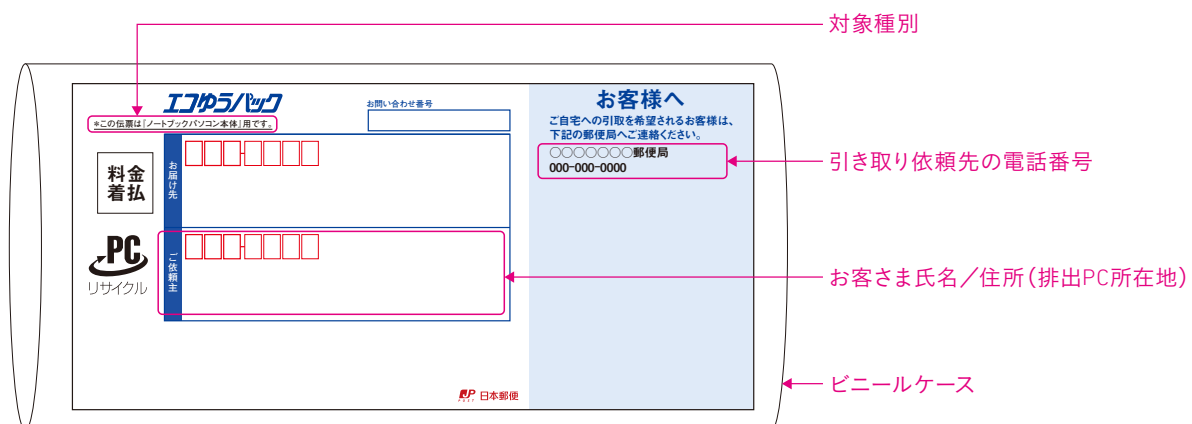 対象種別
エコゆうパック
お問い合わせ番号
*この伝票は「ノートブックパソコン本体」用です。
料金
着払
お届け先
PC
リサイクル
ご依頼主
JP
POST
日本郵便
お客様へ
ご自宅への引取を希望されるお客様は、
下記の郵便局へご連絡ください。
○○○○○○○郵便局
000-000-0000
引き取り依頼先の電話番号
お客さま氏名／住所（排出PC所在地）
ビニールケース